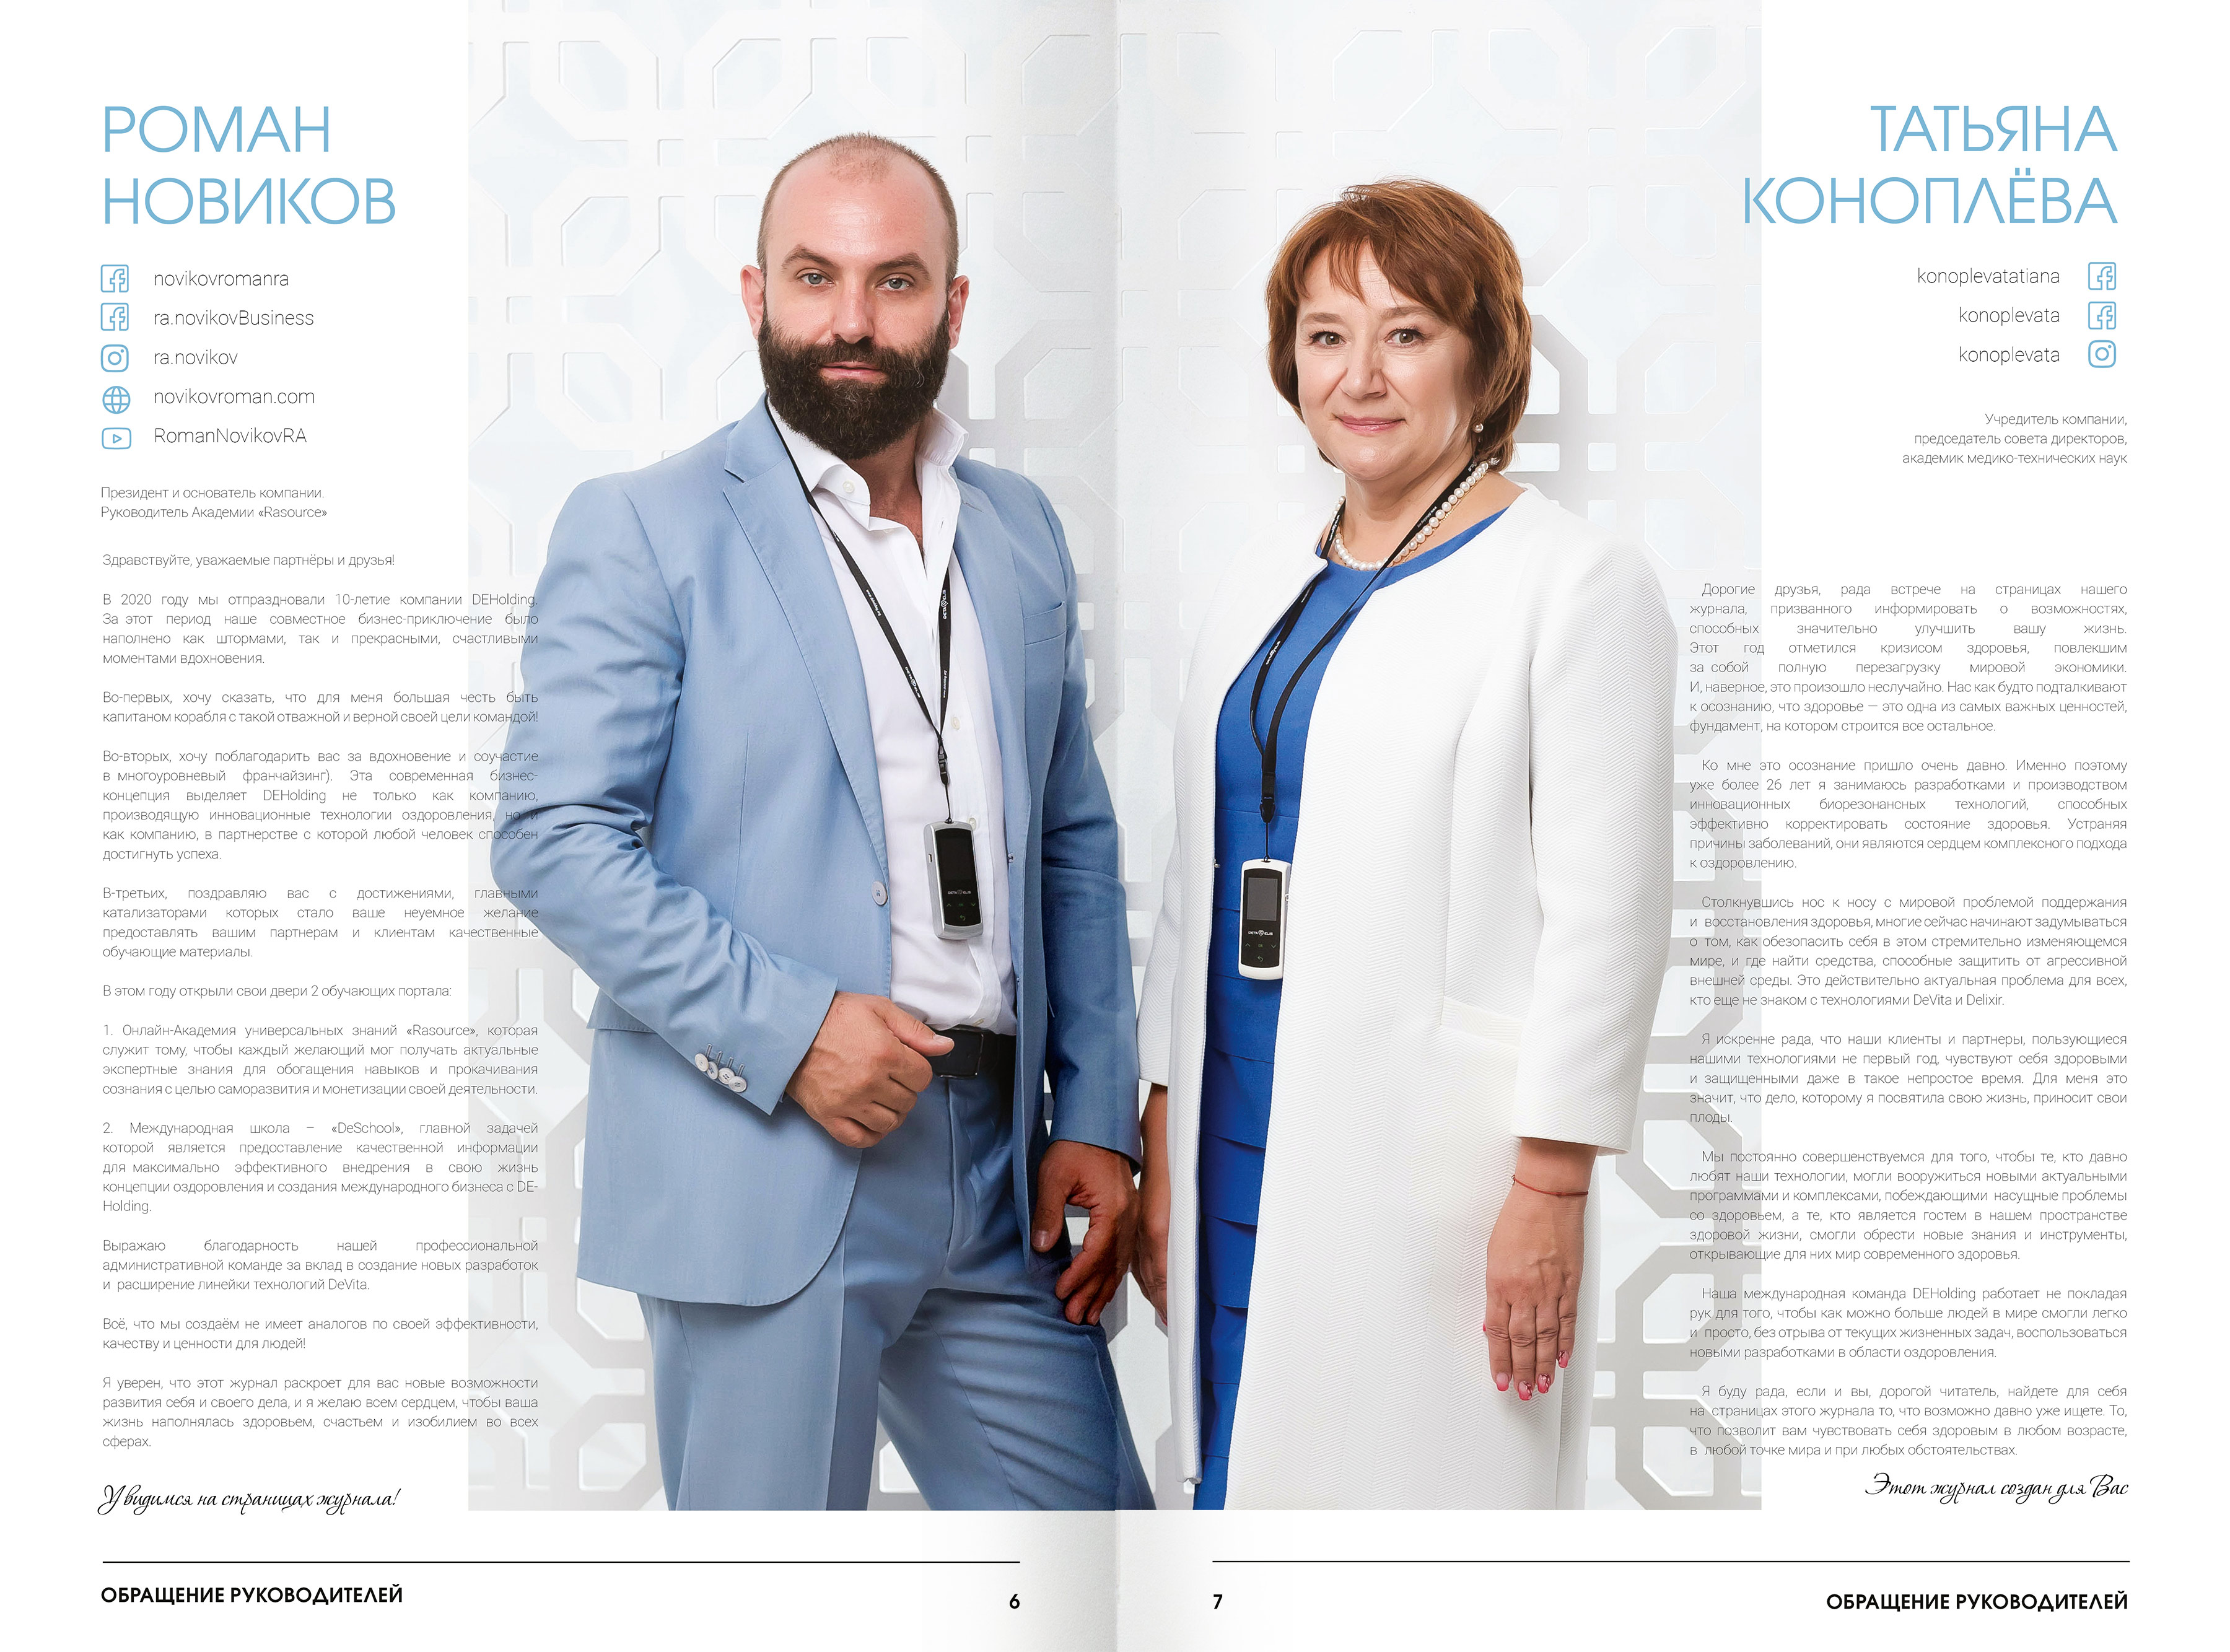 РОМАН
НОВИКОВ
novikovromanra
ra.novikovBusiness
ra.novikov
novikovroman.com
RomanNovikovRA
Президент и основатель компании.
Руководитель Академии «Rasource»
Здравствуйте, уважаемые партнёры и друзья!
В 2020 году мы отпраздновали 10-летие компании DEHolding.
За этот период наше совместное бизнес-приключение было
наполнено как штормами, так и прекрасными, счастливыми
моментами вдохновения.
Во-первых, хочу сказать, что для меня большая честь быть
капитаном корабля с такой отважной и верной своей цели командой!
Во-вторых, хочу поблагодарить вас за вдохновение и соучастие
в многоуровневый франчайзинг). Эта современная бизнес-
концепция выделяет DEHolding не только как компанию,
производящую инновационные технологии оздоровления, но и
как компанию, в партнерстве с которой любой человек способен
достигнуть успеха.
В-третьих, поздравляю вас с достижениями, главными
катализаторами которых стало ваше неуемное желание
предоставлять вашим партнерам и клиентам качественные
обучающие материалы.
В этом году открыли свои двери 2 обучающих портала:
1. Онлайн-Академия универсальных знаний «Rasource», которая
служит тому, чтобы каждый желающий мог получать актуальные
экспертные знания для обогащения навыков и прокачивания
сознания с целью саморазвития и монетизации своей деятельности.
2. Международная школа – «DeSchool», главной задачей
которой является предоставление качественной информации
для максимально эффективного внедрения в свою жизнь
концепции оздоровления и создания международного бизнеса с DE-
Holding.
Выражаю благодарность нашей профессиональной
административной команде за вклад в создание новых разработок
и расширение линейки технологий DeVita.
Всё, что мы создаём не имеет аналогов по своей эффективности,
качеству и ценности для людей!
Я уверен, что этот журнал раскроет для вас новые возможности
развития себя и своего дела, и я желаю всем сердцем, чтобы ваша
жизнь наполнялась здоровьем, счастьем и изобилием во всех
сферах.
Увидимся на страницах журнала!
ОБРАЩЕНИЕ РУКОВОДИТЕЛЕЙ
6
DETA ELIS
DETA ELIS
ТАТЬЯНА
КОНОПЛЁВА
konoplevatatiana
konoplevata
konoplevata
Учредитель компании,
председатель совета директоров,
академик медико-технических наук
Дорогие друзья, рада встрече на страницах нашего
журнала, призванного информировать о возможностях,
способных значительно улучшить вашу жизнь.
Этот год отметился кризисом здоровья, повлекшим
за собой полную перезагрузку мировой экономики.
И, наверное, это произошло неслучайно. Нас как будто подталкивают
к осознанию, что здоровье — это одна из самых важных ценностей,
фундамент, на котором строится все остальное.
Ко мне это осознание пришло очень давно. Именно поэтому
уже более 26 лет я занимаюсь разработками и производством
инновационных биорезонансных технологий, способных
эффективно корректировать состояние здоровья. Устраняя
причины заболеваний, они являются сердцем комплексного подхода
к оздоровлению.
Столкнувшись нос к носу с мировой проблемой поддержания
и восстановления здоровья, многие сейчас начинают задумываться
о том, как обезопасить себя в этом стремительно изменяющемся
мире, и где найти средства, способные защитить от агрессивной
внешней среды. Это действительно актуальная проблема для всех,
кто еще не знаком с технологиями DeVita и Delixir.
Я искренне рада, что наши клиенты и партнеры, пользующиеся
нашими технологиями не первый год, чувствуют себя здоровыми
и защищенными даже в такое непростое время. Для меня это
значит, что дело, которому я посвятила свою жизнь, приносит свои
плоды.
Мы постоянно совершенствуемся для того, чтобы те, кто давно
любят наши технологии, могли вооружиться новыми актуальными
программами и комплексами, побеждающими насущные проблемы
со здоровьем, а те, кто является гостем в нашем пространстве
здоровой жизни, смогли обрести новые знания и инструменты,
открывающие для них мир современного здоровья.
Наша международная команда DEHolding работает не покладая
рук для того, чтобы как можно больше людей в мире смогли легко
и просто, без отрыва от текущих жизненных задач, воспользоваться
новыми разработками в области оздоровления.
Я буду рада, если и вы, дорогой читатель, найдете для себя
на страницах этого журнала то, что возможно давно уже ищете. То,
что позволит вам чувствовать себя здоровым в любом возрасте,
в любой точке мира и при любых обстоятельствах.
Этот журнал создан для Вас
7
ОБРАЩЕНИЕ РУКОВОДИТЕЛЕЙ